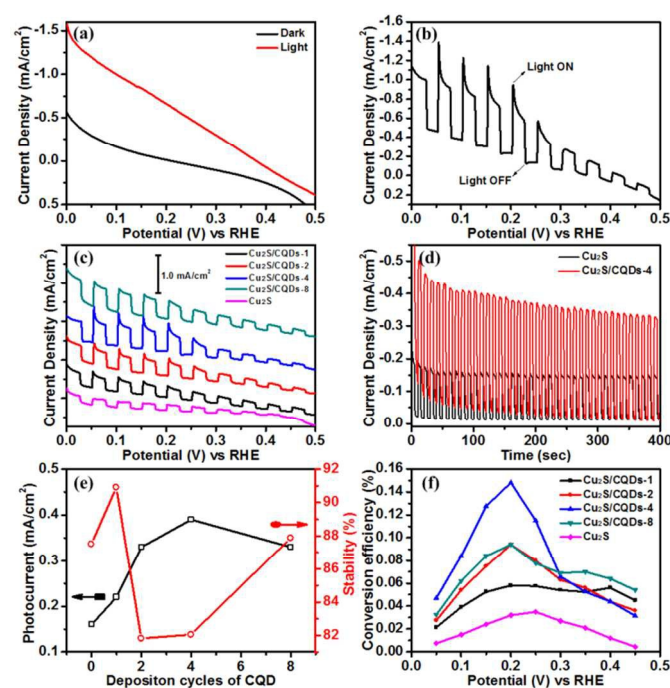 (a)
Dark
Light
Current Density (mA/cm²)
-1.5
-1.0
-0.5
0.0
0.5
0.0 0.1 0.2 0.3 0.4 0.5
Potential (V) vs RHE
(b)
Light ON
Light OFF
Current Density (mA/cm²)
-1.6
-1.4
-1.2
-1.0
-0.8
-0.6
-0.4
-0.2
0.0
0.2
0.0 0.1 0.2 0.3 0.4 0.5
Potential (V) vs RHE
(c)
1.0 mA/cm²
Cu₂S/CQDs-1
Cu₂S/CQDs-2
Cu₂S/CQDs-4
Cu₂S/CQDs-8
Cu₂S
Current Density (mA/cm²)
0.0 0.1 0.2 0.3 0.4 0.5
Potential (V) vs RHE
(d)
Cu₂S
Cu₂S/CQDs-4
Current Density (mA/cm²)
-0.5
-0.4
-0.3
-0.2
-0.1
-0.0
0 100 200 300 400
Time (sec)
(e)
Photocurrent (mA/cm²)
0.5
0.4
0.3
0.2
0.1
92
90
88
86
84
82
Stability (%)
0 2 4 6 8
Depositon cycles of CQD
(f)
Cu₂S/CQDs-1
Cu₂S/CQDs-2
Cu₂S/CQDs-4
Cu₂S/CQDs-8
Cu₂S
Conversion efficiency (%)
0.16
0.14
0.12
0.10
0.08
0.06
0.04
0.02
0.00
0.0 0.1 0.2 0.3 0.4 0.5
Potential (V) vs RHE